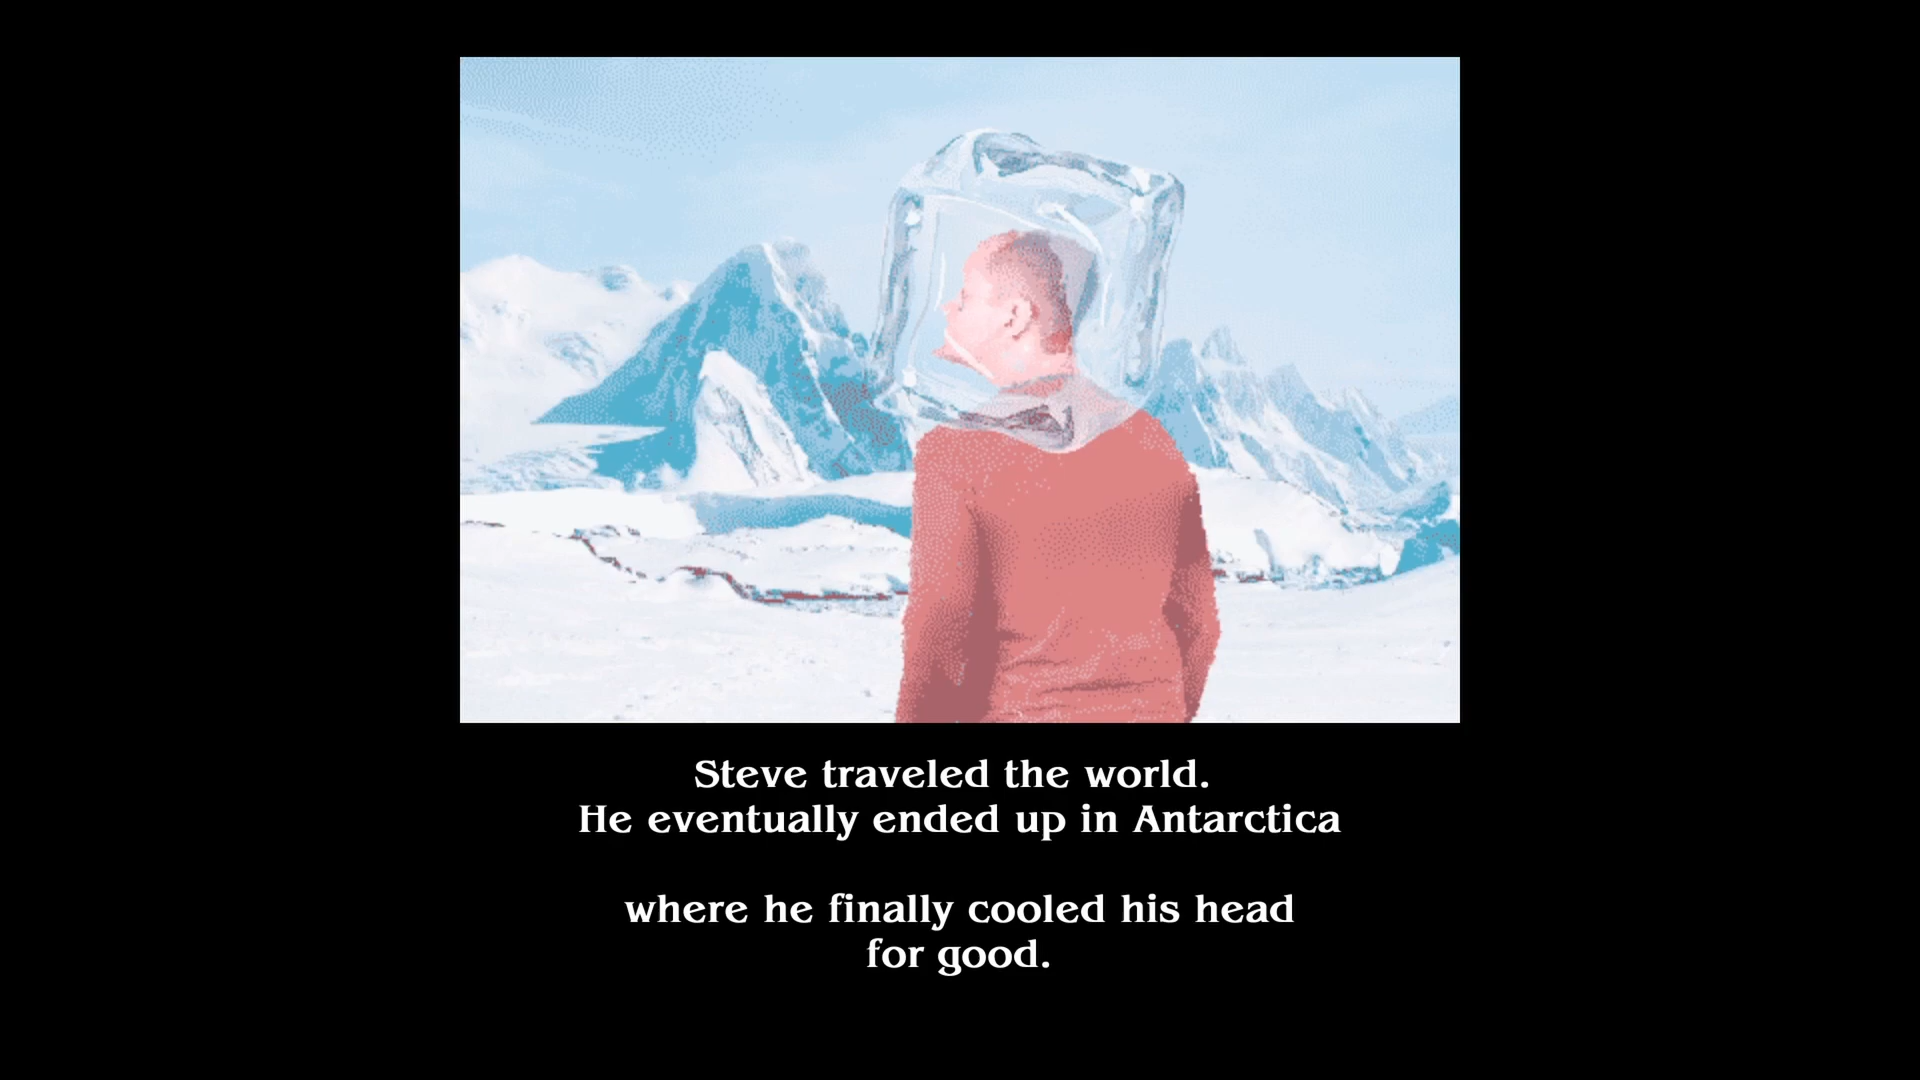 Steve traveled the world.
He eventually ended up in Antarctica
where he finally cooled his head
for good.